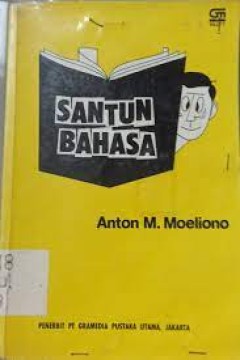 SANTUN
BAHASA
Anton M. Moeliono
PENERBIT PT GRAMEDIA PUSTAKA UTAMA, JAKARTA